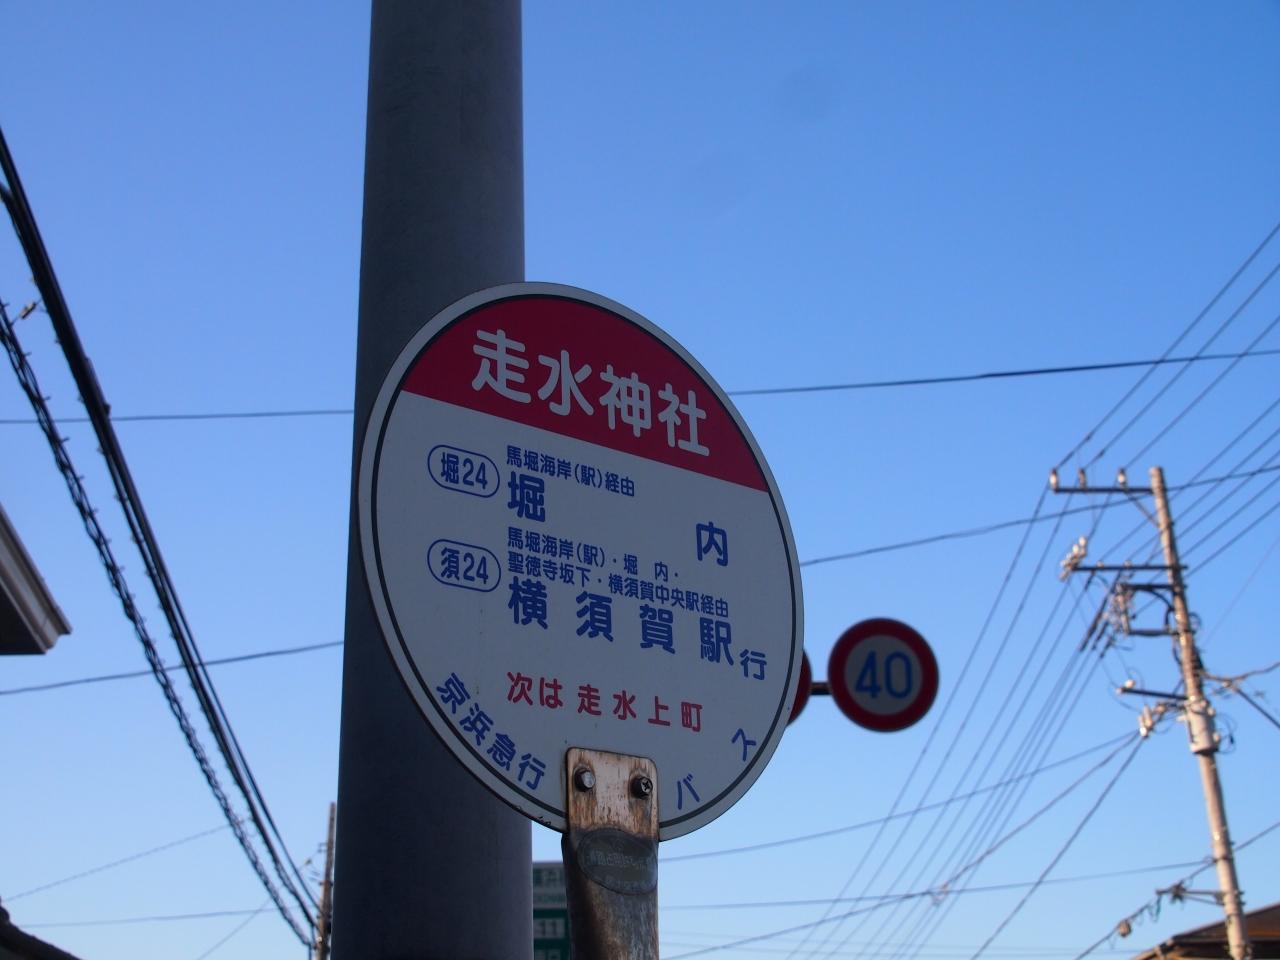 走水神社
堀24 馬堀海岸(駅)経由
堀 内
須24 馬堀海岸(駅)・堀 内・
聖徳寺坂下・横須賀中央駅経由
横須賀駅行
次は 走水上町
京浜急行 バス
40